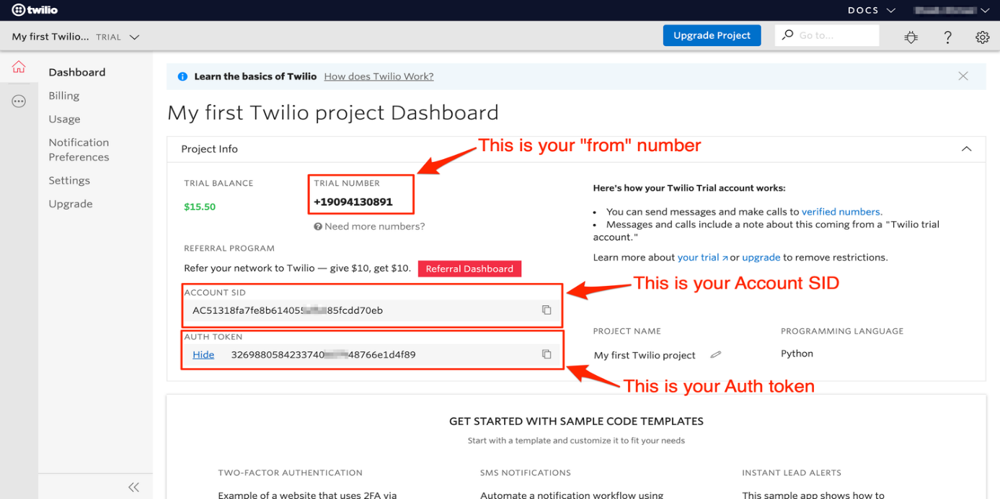 twilio
DOCS
My first Twilio... TRIAL
Upgrade Project
Go to...
?
Dashboard
Billing
Usage
Notification
Preferences
Settings
Upgrade
Learn the basics of Twilio How does Twilio Work?
My first Twilio project Dashboard
This is your "from" number
Project Info
TRIAL BALANCE
$15.50
TRIAL NUMBER
+19094130891
Need more numbers?
REFERRAL PROGRAM
Refer your network to Twilio — give $10, get $10. Referral Dashboard
Here's how your Twilio Trial account works:
• You can send messages and make calls to verified numbers.
• Messages and calls include a note about this coming from a "Twilio trial
account."
Learn more about your trial ↗ or upgrade to remove restrictions.
This is your Account SID
ACCOUNT SID
AC51318fa7fe8b61405 85fcdd70eb
AUTH TOKEN
Hide 3269880584233740 48766e1d4f89
This is your Auth token
PROJECT NAME
My first Twilio project
PROGRAMMING LANGUAGE
Python
GET STARTED WITH SAMPLE CODE TEMPLATES
Start with a template and customize it to fit your needs
TWO-FACTOR AUTHENTICATION
Example of a website that uses 2FA via
SMS NOTIFICATIONS
Automate a notification workflow using
INSTANT LEAD ALERTS
This sample app shows how to